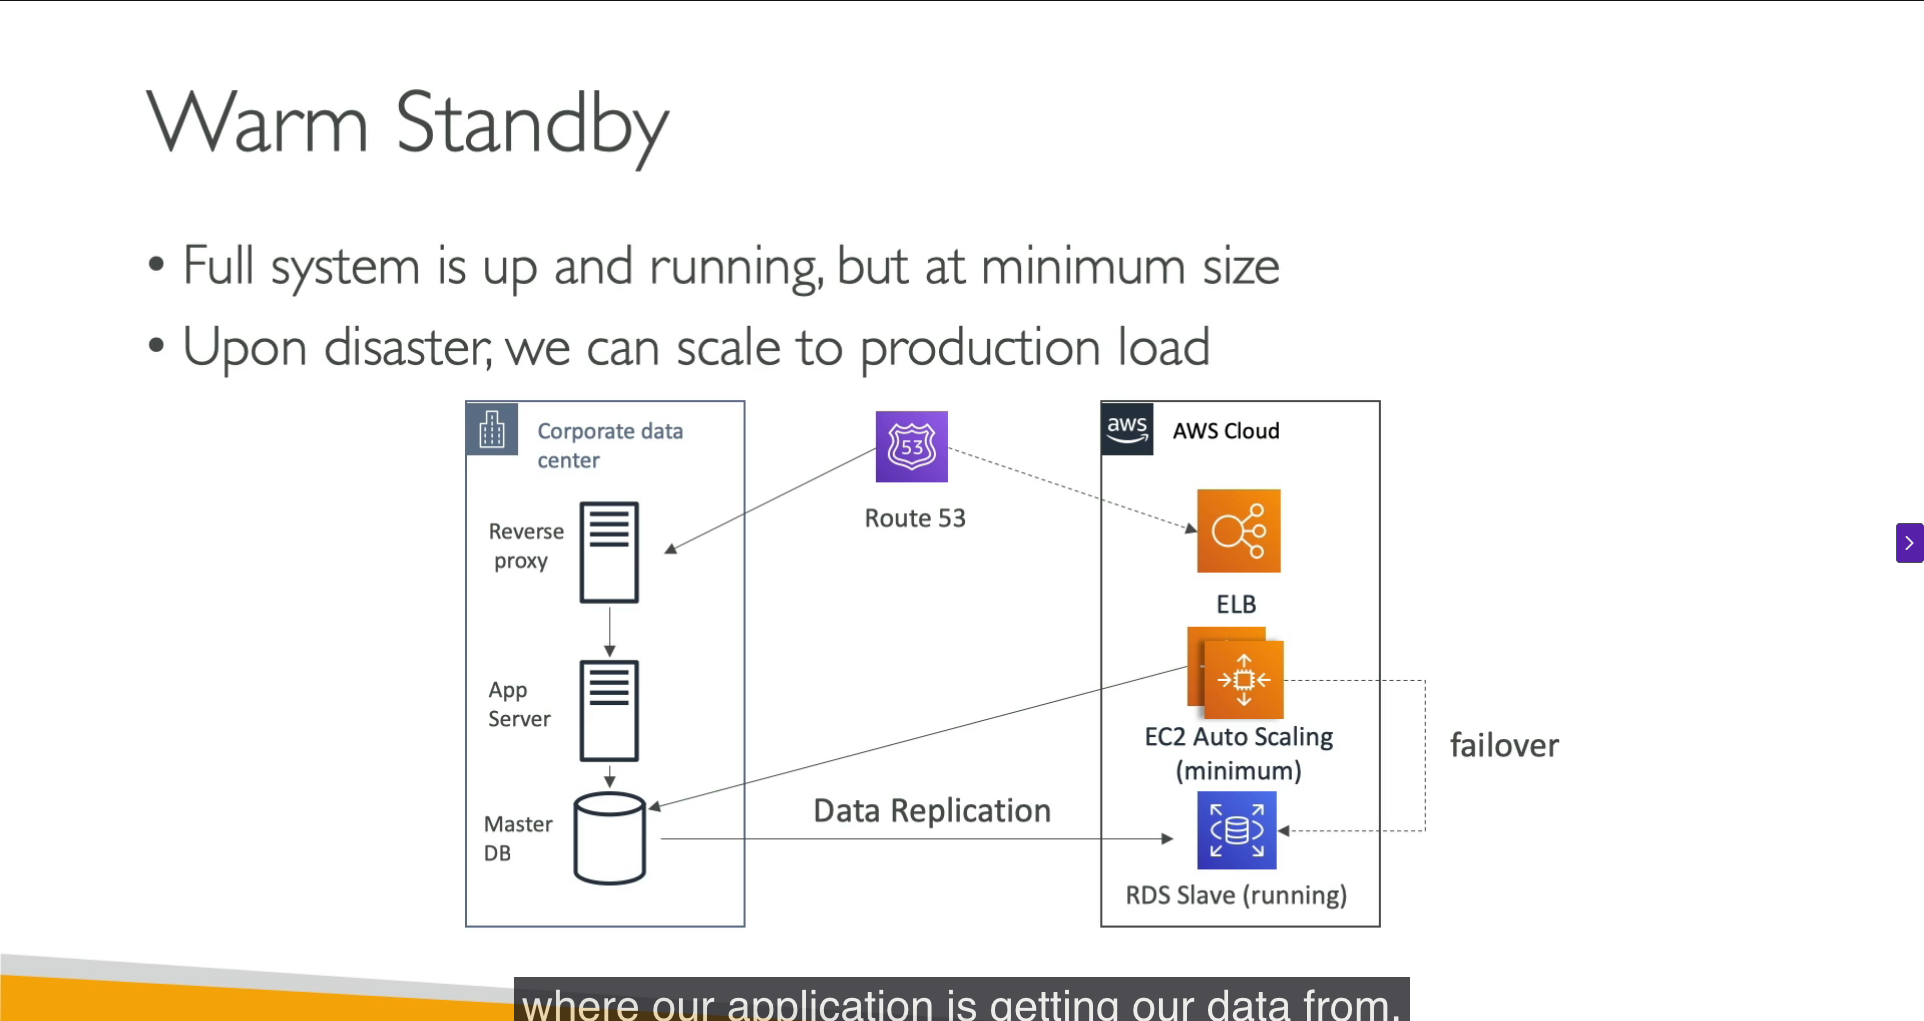 Warm Standby
• Full system is up and running, but at minimum size
• Upon disaster, we can scale to production load
Corporate data
center
Reverse
proxy
App
Server
Master
DB
53
Route 53
Data Replication
aws
AWS Cloud
ELB
EC2 Auto Scaling
(minimum)
RDS Slave (running)
failover
where our application is getting our data from.